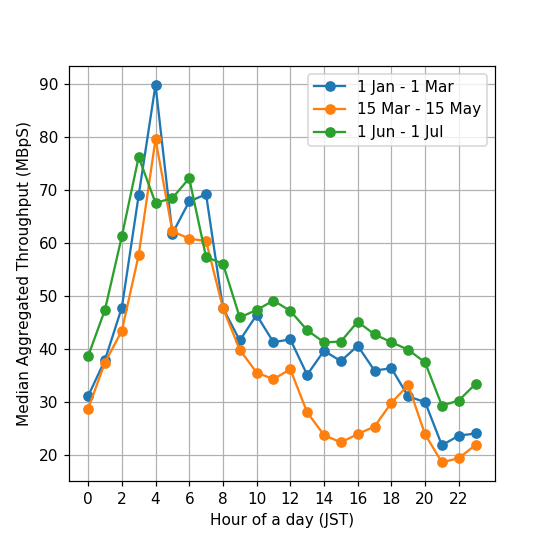 1 Jan - 1 Mar
15 Mar - 15 May
1 Jun - 1 Jul
Median Aggregated Throughput (MBpS)
90
80
70
60
50
40
30
20
0 2 4 6 8 10 12 14 16 18 20 22
Hour of a day (JST)